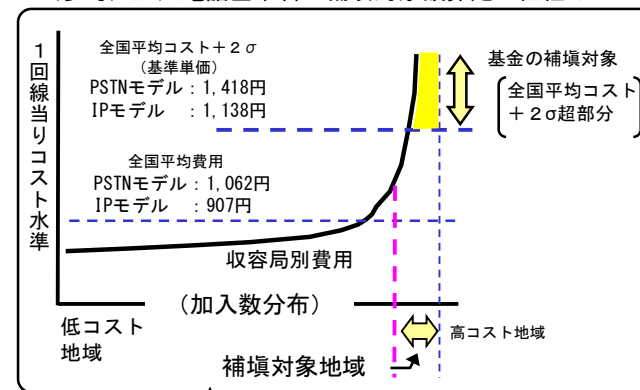 1回線当りコスト水準
全国平均コスト+2σ
(基準単価)
PSTNモデル:1,418円
IPモデル :1,138円
基金の補填対象
全国平均コスト
+2σ超部分
全国平均費用
PSTNモデル:1,062円
IPモデル :907円
収容局別費用
(加入数分布)
低コスト
地域
高コスト地域
補填対象地域